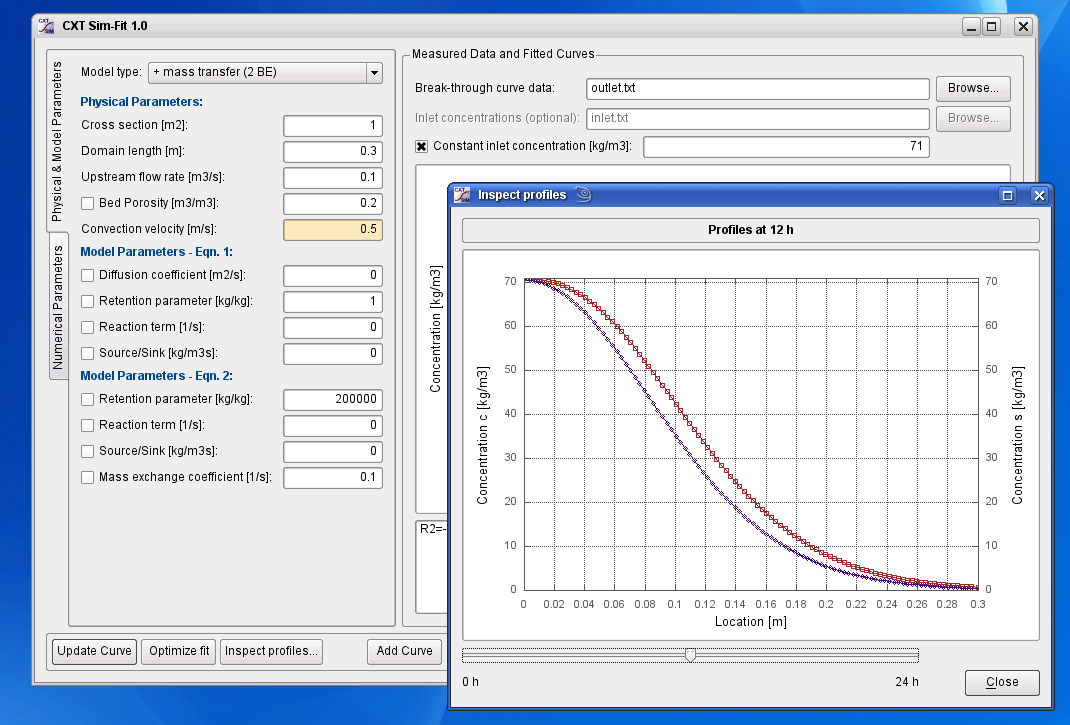 CXT Sim-Fit 1.0
Physical & Model Parameters
Numerical Parameters
Model type: + mass transfer (2 BE)
Physical Parameters:
Cross section [m2]: 1
Domain length [m]: 0.3
Upstream flow rate [m3/s]: 0.1
Bed Porosity [m3/m3]: 0.2
Convection velocity [m/s]: 0.5
Model Parameters - Eqn. 1:
Diffusion coefficient [m2/s]: 0
Retention parameter [kg/kg]: 1
Reaction term [1/s]: 0
Source/Sink [kg/m3s]: 0
Model Parameters - Eqn. 2:
Retention parameter [kg/kg]: 200000
Reaction term [1/s]: 0
Source/Sink [kg/m3s]: 0
Mass exchange coefficient [1/s]: 0.1
Measured Data and Fitted Curves
Break-through curve data: outlet.txt Browse...
Inlet concentrations (optional): inlet.txt Browse...
Constant inlet concentration [kg/m3]: 71
Concentration [kg/m3]
R2=-
Update Curve Optimize fit Inspect profiles... Add Curve
Inspect profiles
Profiles at 12 h
Concentration c [kg/m3]
70 70
60 60
50 50
40 40
30 30
20 20
10 10
0 0
Concentration s [kg/m3]
0 0.02 0.04 0.06 0.08 0.1 0.12 0.14 0.16 0.18 0.2 0.22 0.24 0.26 0.28 0.3
Location [m]
0 h 24 h
Close